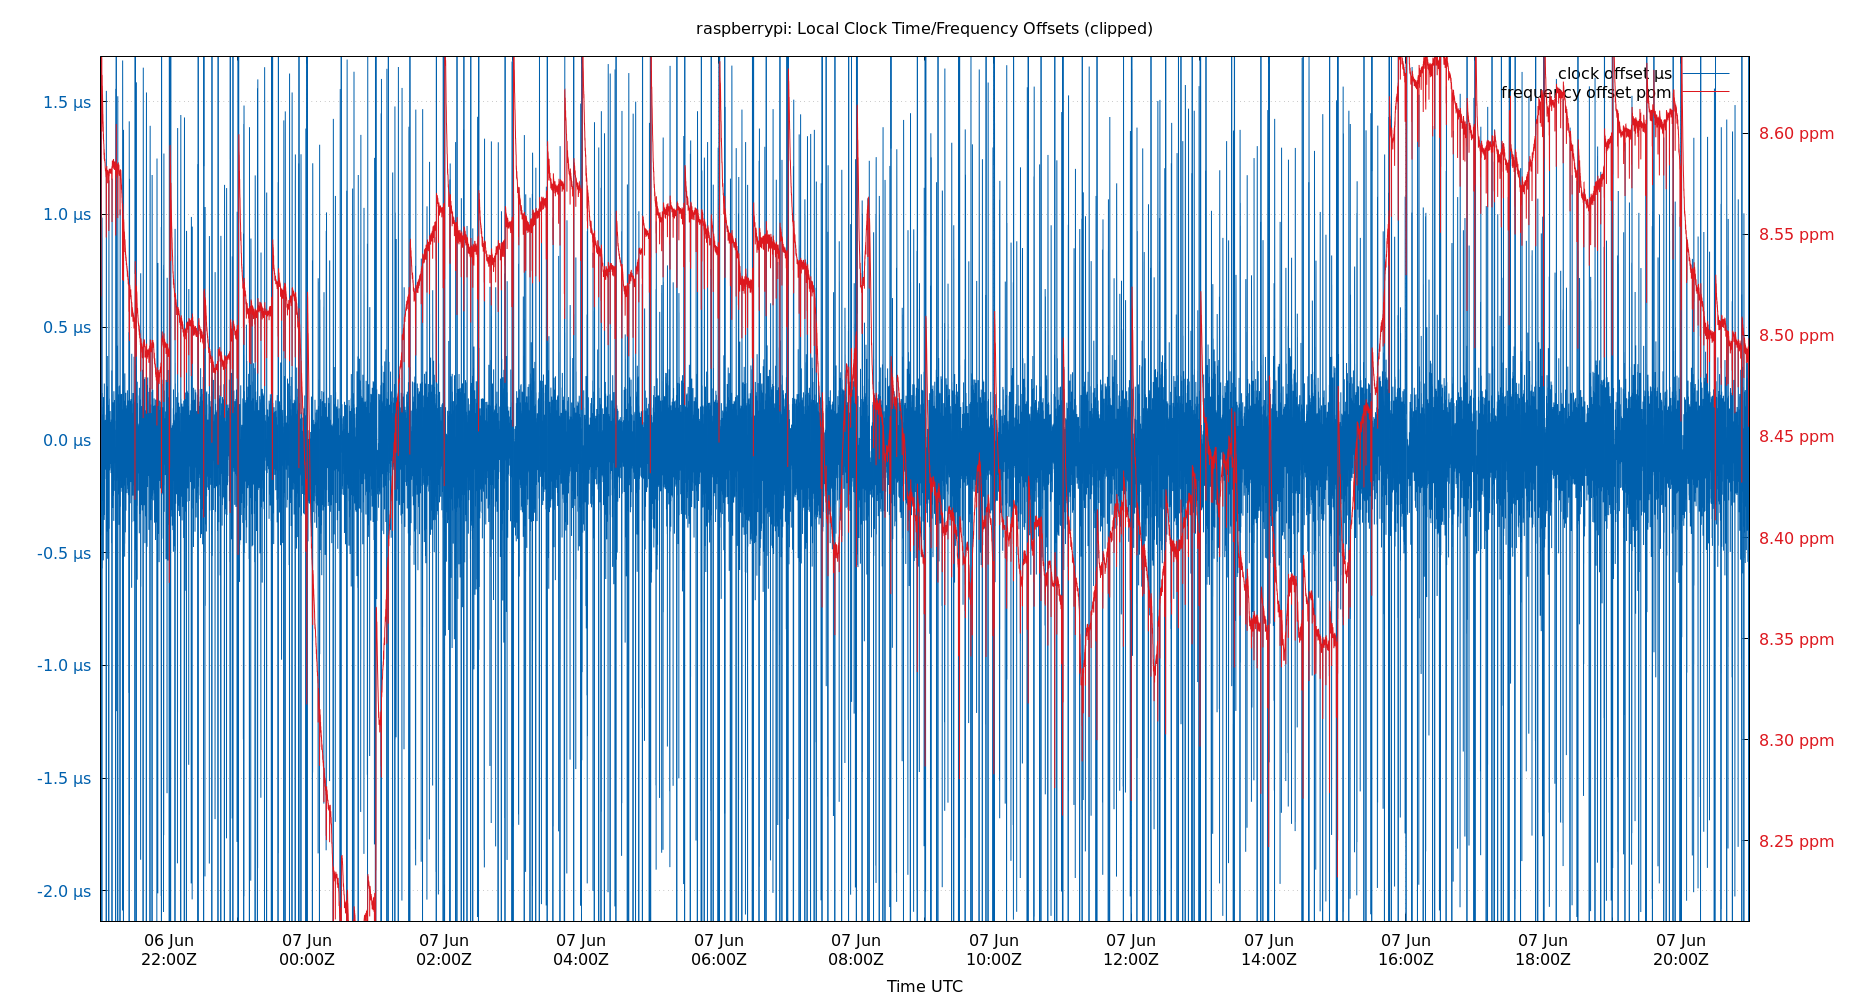 raspberrypi: Local Clock Time/Frequency Offsets (clipped)
clock offset µs
frequency offset ppm
1.5 µs
1.0 µs
0.5 µs
0.0 µs
-0.5 µs
-1.0 µs
-1.5 µs
-2.0 µs
8.60 ppm
8.55 ppm
8.50 ppm
8.45 ppm
8.40 ppm
8.35 ppm
8.30 ppm
8.25 ppm
06 Jun 07 Jun 07 Jun 07 Jun 07 Jun 07 Jun 07 Jun 07 Jun 07 Jun 07 Jun 07 Jun 07 Jun
22:00Z 00:00Z 02:00Z 04:00Z 06:00Z 08:00Z 10:00Z 12:00Z 14:00Z 16:00Z 18:00Z 20:00Z
Time UTC